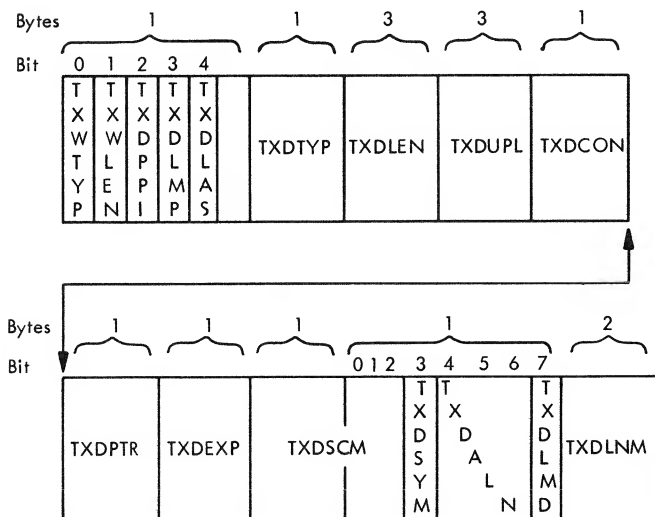 Bytes 1 1 3 3 1
Bit 0 1 2 3 4
TXWTYP TXWLEN TXDPPI TXDLMP TXDLAS TXDTYP TXDLEN TXDUPL TXDCON
Bytes 1 1 1 1 2
Bit 0 1 2 3 4 5 6 7
TXDPTR TXDEXP TXDSCM TXDSYM TXDALN TXDLMD TXDLNM